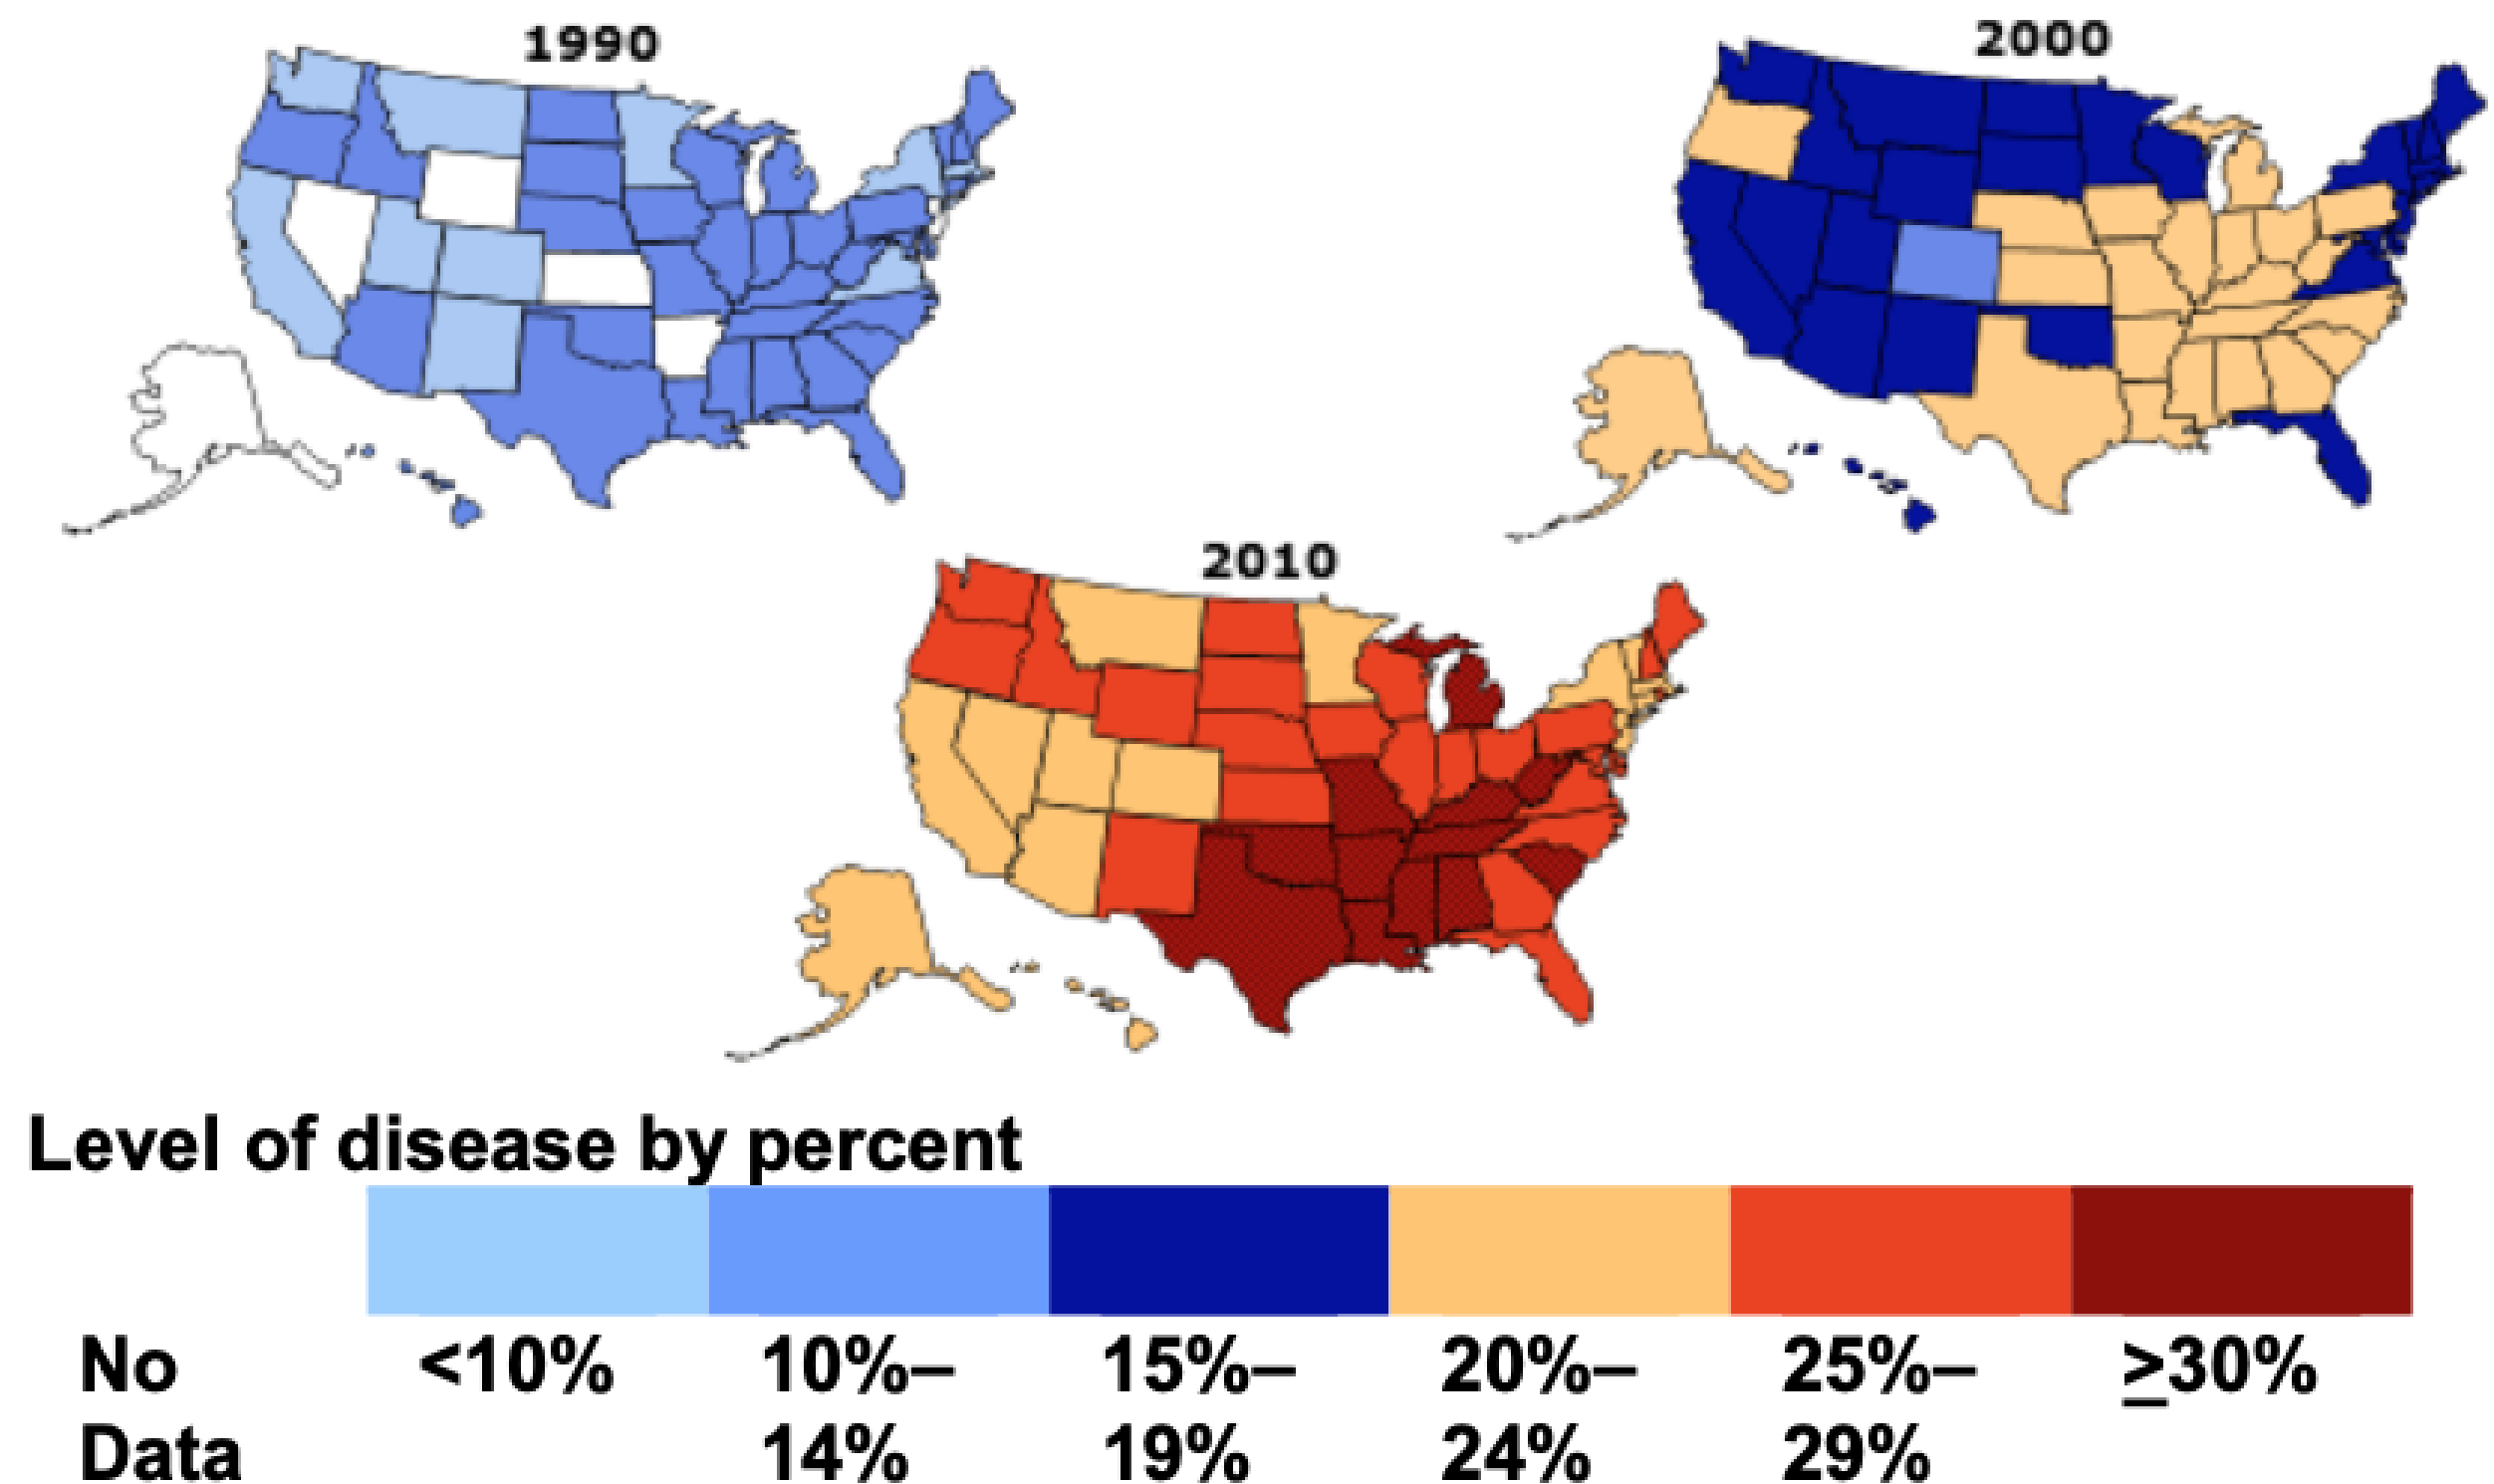 1990
2000
2010
Level of disease by percent
No <10% 10%– 15%– 20%– 25%– ≥30%
Data 14% 19% 24% 29%